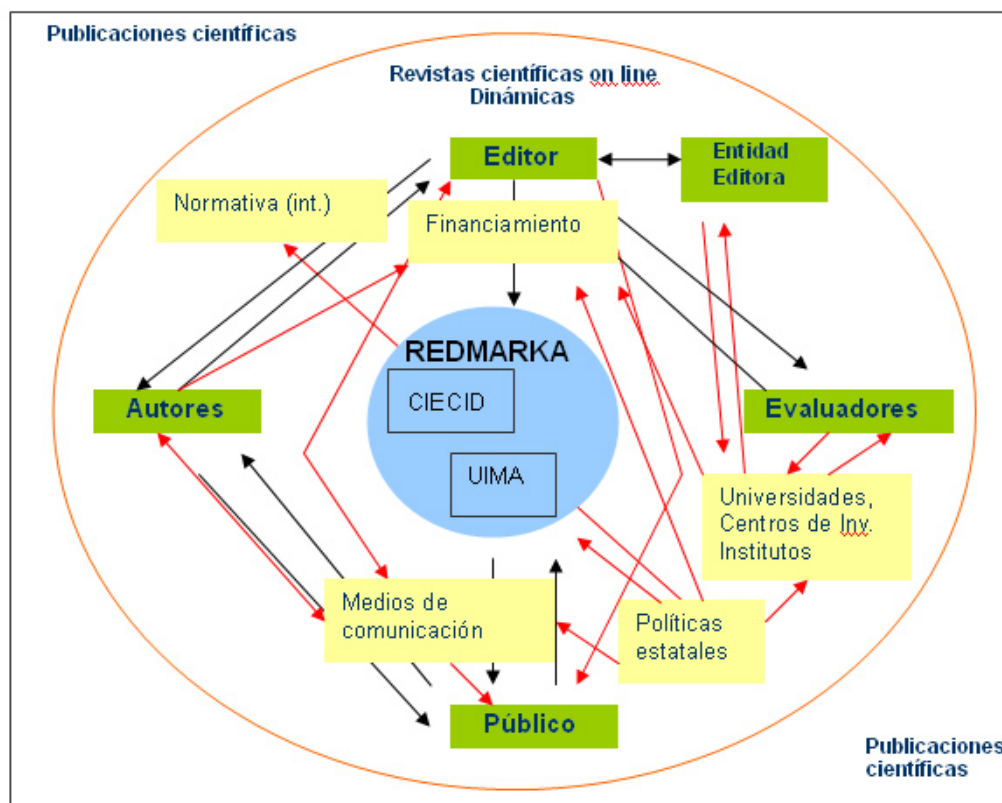 Publicaciones científicas
Revistas científicas on line
Dinámicas
Editor
Entidad
Editora
Normativa (int.)
Financiamiento
REDMARKA
CIECID
Autores
Evaluadores
UIMA
Universidades,
Centros de Inv.
Institutos
Medios de
comunicación
Políticas
estatales
Público
Publicaciones
científicas